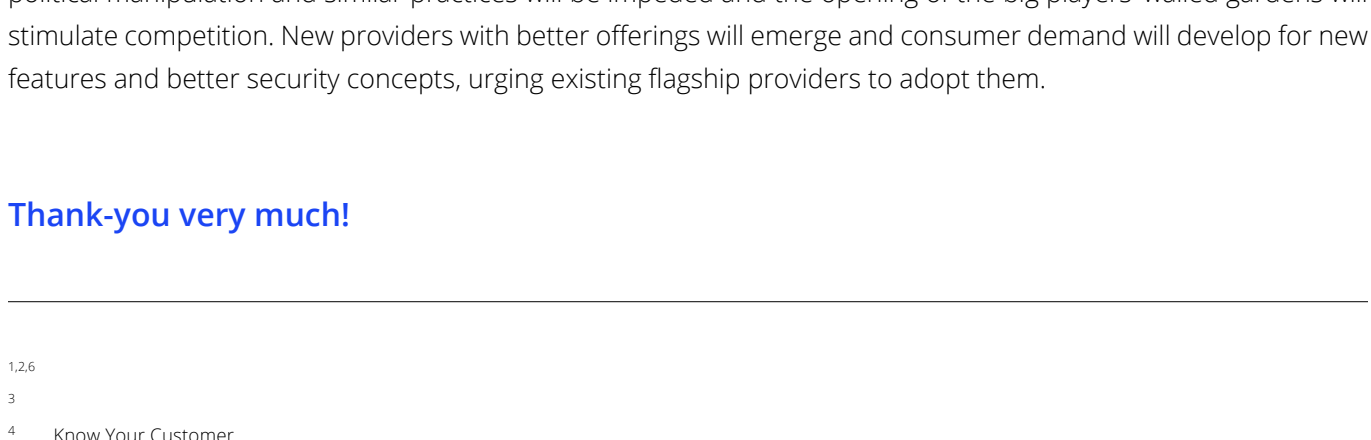 political manipulation and similar practices will be impeded and the opening of the big players' walled gardens will
stimulate competition. New providers with better offerings will emerge and consumer demand will develop for new
features and better security concepts, urging existing flagship providers to adopt them.
Thank-you very much!
1,2,6
3
4 Know Your Customer